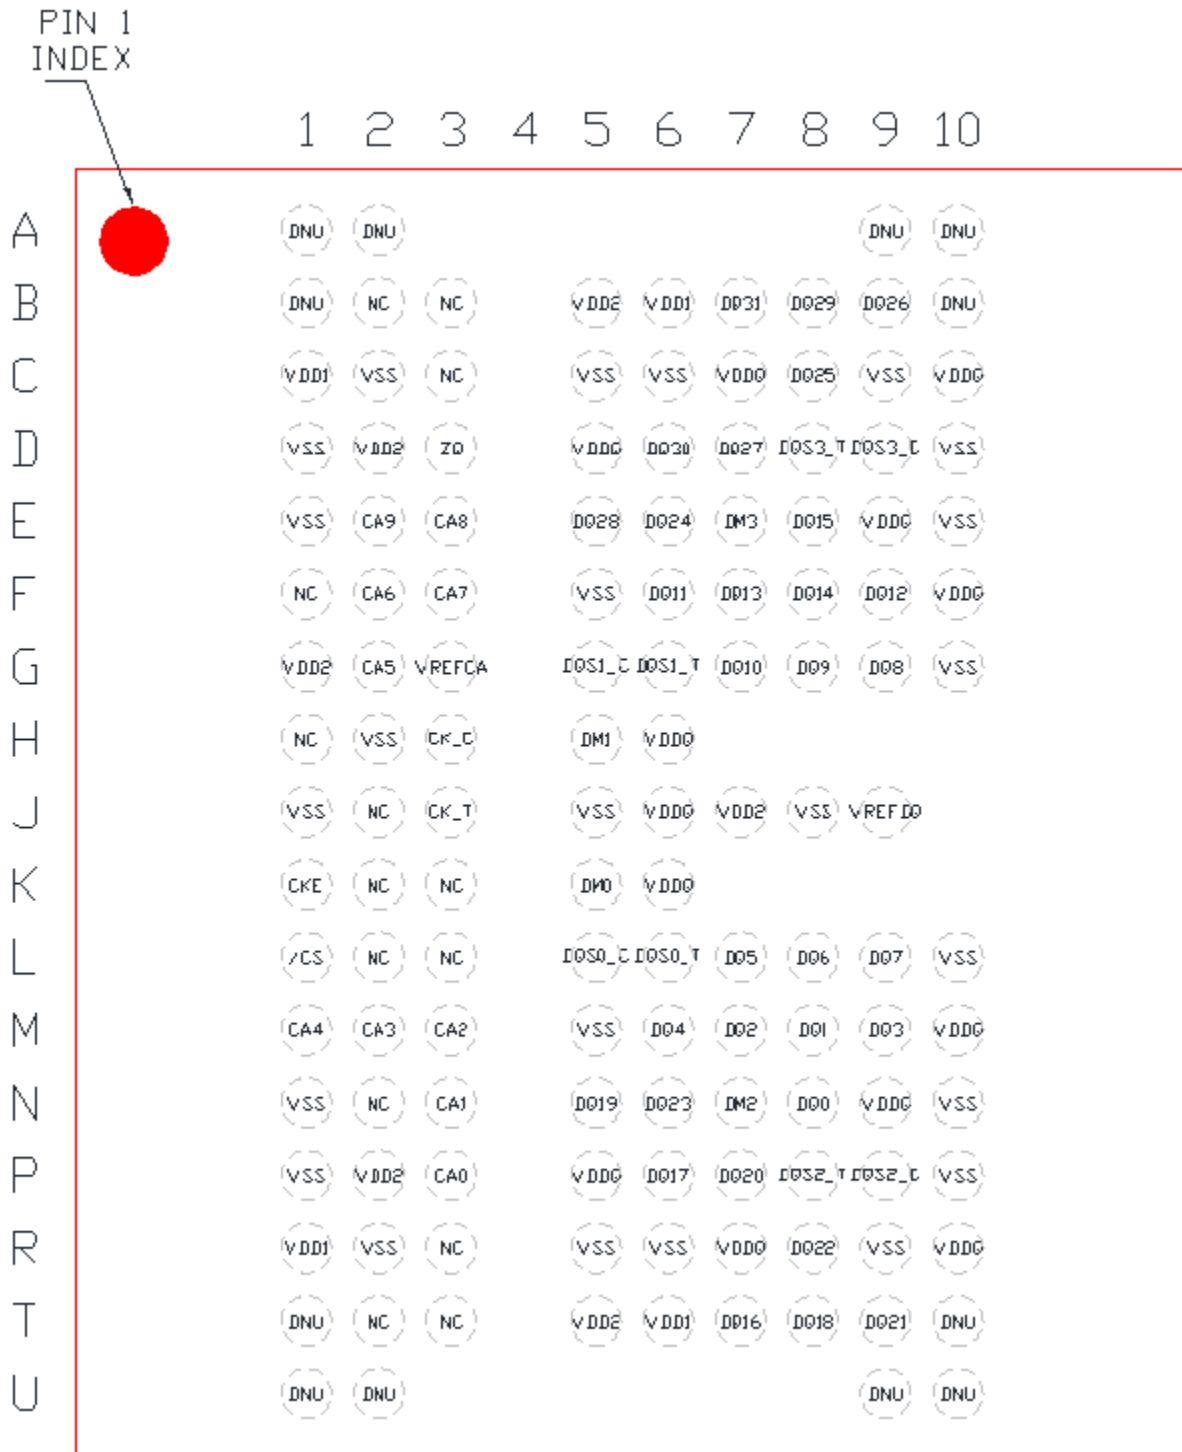 PIN 1
INDEX
1 2 3 4 5 6 7 8 9 10
A DNU DNU DNU DNU
B DNU NC NC VDD2 VDD1 DQ31 DQ29 DQ26 DNU
C VDD1 VSS NC VSS VSS VDDQ DQ25 VSS VDDQ
D VSS VDD2 ZQ VDDQ DQ30 DQ27 DQS3_T DQS3_C VSS
E VSS CA9 CA8 DQ28 DQ24 DM3 DQ15 VDDQ VSS
F NC CA6 CA7 VSS DQ11 DQ13 DQ14 DQ12 VDDQ
G VDD2 CA5 VREFCA DQS1_C DQS1_T DQ10 DQ9 DQ8 VSS
H NC VSS CK_C DM1 VDDQ
J VSS NC CK_T VSS VDDQ VDD2 VSS VREFDQ
K CKE NC NC DM0 VDDQ
L /CS NC NC DQS0_C DQS0_T DQ5 DQ6 DQ7 VSS
M CA4 CA3 CA2 VSS DQ4 DQ2 DQ1 DQ3 VDDQ
N VSS NC CA1 DQ19 DQ23 DM2 DQ0 VDDQ VSS
P VSS VDD2 CA0 VDDQ DQ17 DQ20 DQS2_T DQS2_C VSS
R VDD1 VSS NC VSS VSS VDDQ DQ22 VSS VDDQ
T DNU NC NC VDD2 VDD1 DQ16 DQ18 DQ21 DNU
U DNU DNU DNU DNU